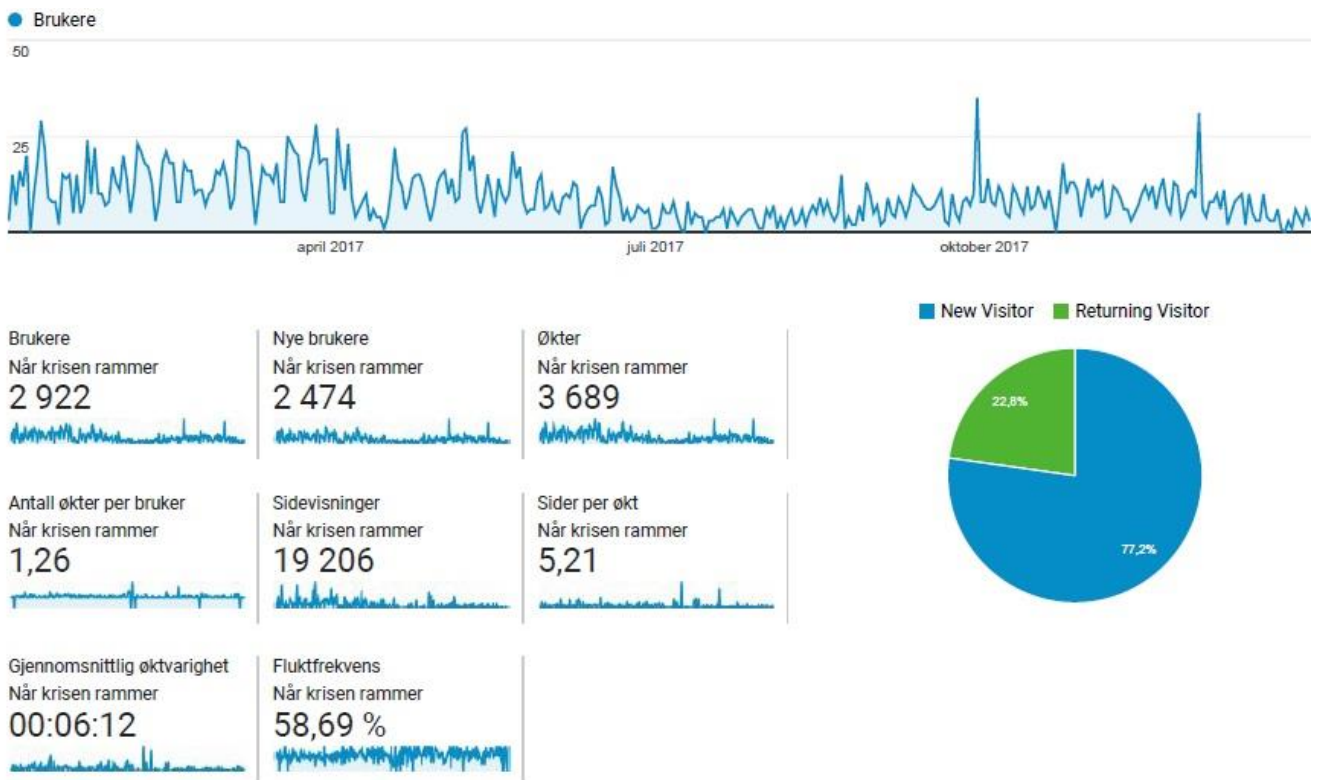 Brukere
50
25
april 2017
juli 2017
oktober 2017
New Visitor
Returning Visitor
Brukere
Når krisen rammer
2 922
Nye brukere
Når krisen rammer
2 474
Økter
Når krisen rammer
3 689
22,8%
77,2%
Antall økter per bruker
Når krisen rammer
1,26
Sidevisninger
Når krisen rammer
19 206
Sider per økt
Når krisen rammer
5,21
Gjennomsnittlig øktvarighet
Når krisen rammer
00:06:12
Fluktfrekvens
Når krisen rammer
58,69 %